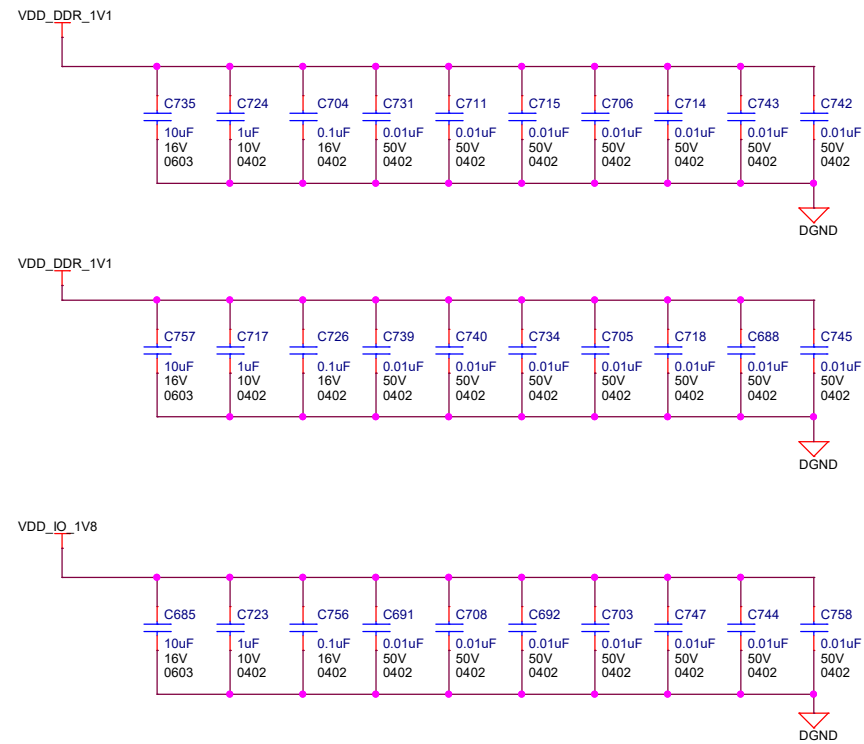 VDD_DDR_1V1
C735 C724 C704 C731 C711 C715 C706 C714 C743 C742
10uF 1uF 0.1uF 0.01uF 0.01uF 0.01uF 0.01uF 0.01uF 0.01uF 0.01uF
16V 10V 16V 50V 50V 50V 50V 50V 50V 50V
0603 0402 0402 0402 0402 0402 0402 0402 0402 0402
DGND
VDD_DDR_1V1
C757 C717 C726 C739 C740 C734 C705 C718 C688 C745
10uF 1uF 0.1uF 0.01uF 0.01uF 0.01uF 0.01uF 0.01uF 0.01uF 0.01uF
16V 10V 16V 50V 50V 50V 50V 50V 50V 50V
0603 0402 0402 0402 0402 0402 0402 0402 0402 0402
DGND
VDD_IO_1V8
C685 C723 C756 C691 C708 C692 C703 C747 C744 C758
10uF 1uF 0.1uF 0.01uF 0.01uF 0.01uF 0.01uF 0.01uF 0.01uF 0.01uF
16V 10V 16V 50V 50V 50V 50V 50V 50V 50V
0603 0402 0402 0402 0402 0402 0402 0402 0402 0402
DGND